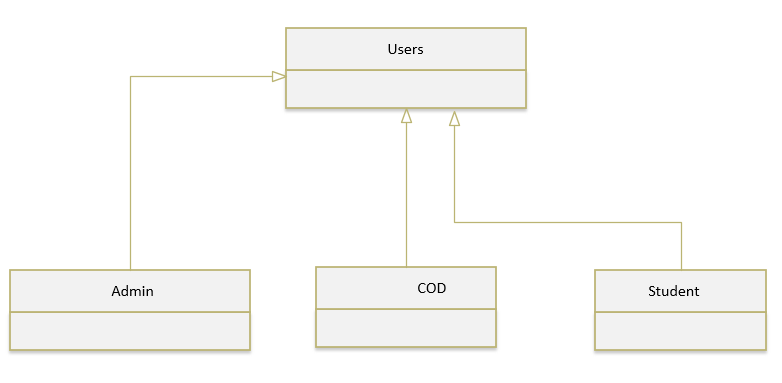 Users
Admin
COD
Student